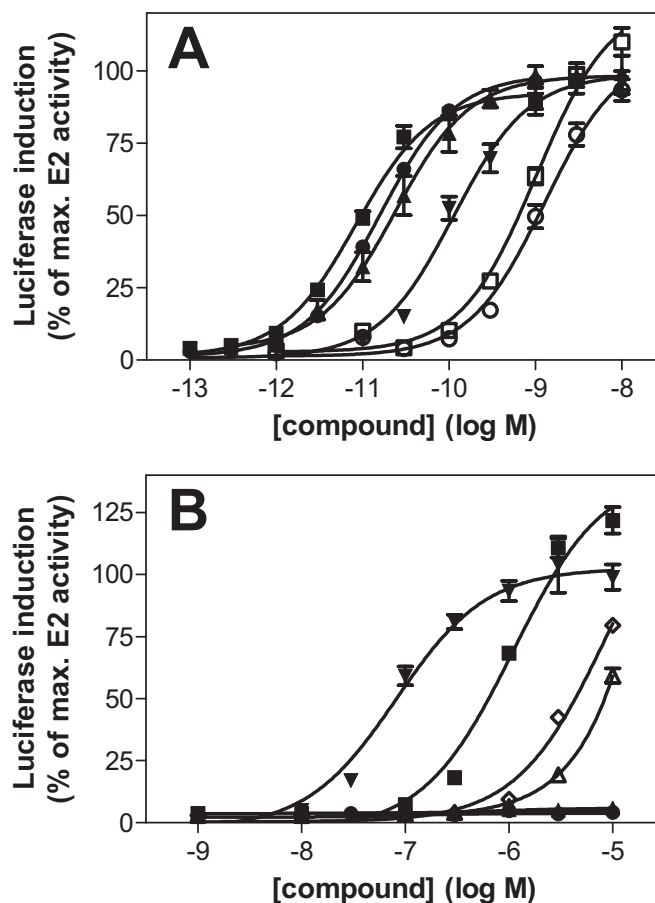 A
Luciferase induction
(% of max. E2 activity)
100
75
50
25
0
-13
-12
-11
-10
-9
-8
[compound] (log M)
B
Luciferase induction
(% of max. E2 activity)
125
100
75
50
25
0
-9
-8
-7
-6
-5
[compound] (log M)